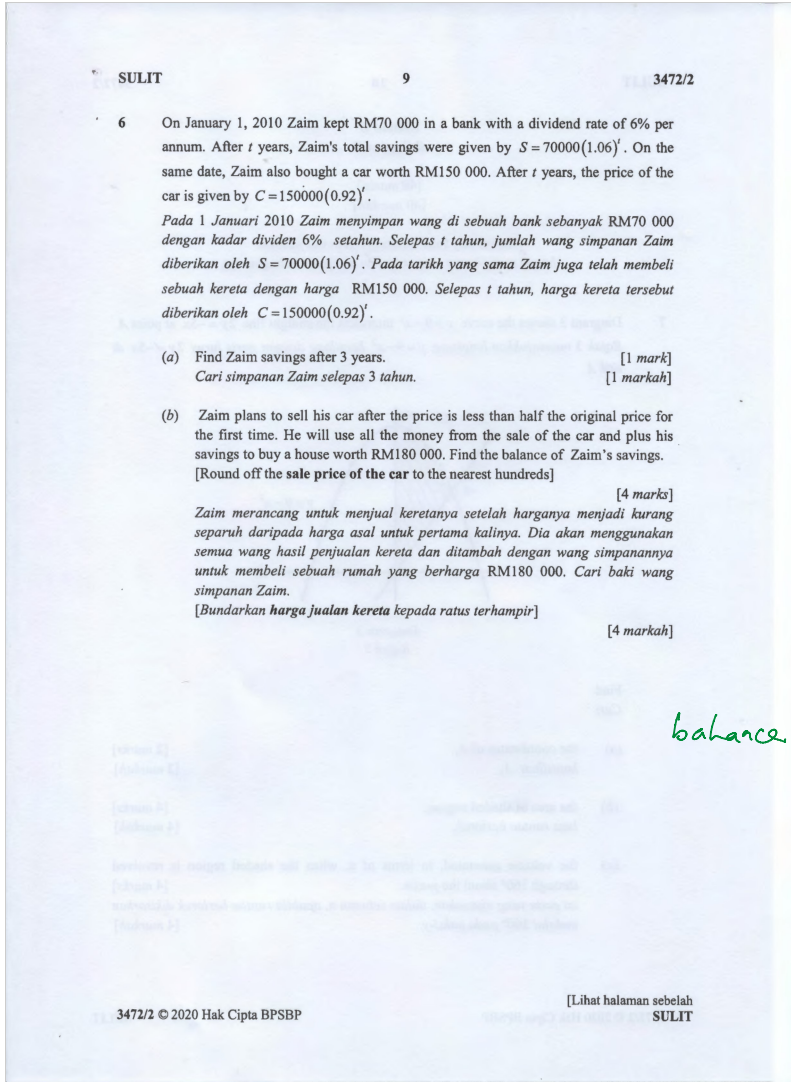 SULIT 9 3472/2
6 On January 1, 2010 Zaim kept RM70 000 in a bank with a dividend rate of 6% per
annum. After t years, Zaim's total savings were given by S = 70000(1.06)^t. On the
same date, Zaim also bought a car worth RM150 000. After t years, the price of the
car is given by C = 150000(0.92)^t.
Pada 1 Januari 2010 Zaim menyimpan wang di sebuah bank sebanyak RM70 000
dengan kadar dividen 6% setahun. Selepas t tahun, jumlah wang simpanan Zaim
diberikan oleh S = 70000(1.06)^t. Pada tarikh yang sama Zaim juga telah membeli
sebuah kereta dengan harga RM150 000. Selepas t tahun, harga kereta tersebut
diberikan oleh C = 150000(0.92)^t.
(a) Find Zaim savings after 3 years. [1 mark]
Cari simpanan Zaim selepas 3 tahun. [1 markah]
(b) Zaim plans to sell his car after the price is less than half the original price for
the first time. He will use all the money from the sale of the car and plus his
savings to buy a house worth RM180 000. Find the balance of Zaim's savings.
[Round off the sale price of the car to the nearest hundreds]
[4 marks]
Zaim merancang untuk menjual keretanya setelah harganya menjadi kurang
separuh daripada harga asal untuk pertama kalinya. Dia akan menggunakan
semua wang hasil penjualan kereta dan ditambah dengan wang simpanannya
untuk membeli sebuah rumah yang berharga RM180 000. Cari baki wang
simpanan Zaim.
[Bundarkan harga jualan kereta kepada ratus terhampir]
[4 markah]
balance
[Lihat halaman sebelah
3472/2 © 2020 Hak Cipta BPSBP SULIT